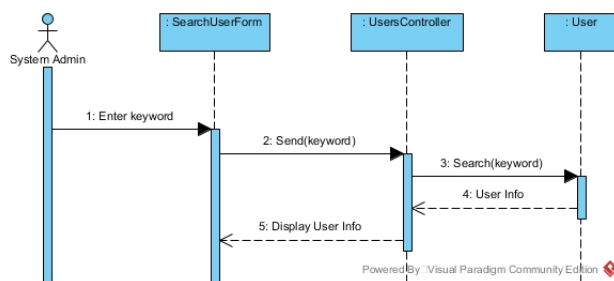 : SearchUserForm
: UsersController
: User
System Admin
1: Enter keyword
2: Send(keyword)
3: Search(keyword)
4: User Info
5: Display User Info
Powered By Visual Paradigm Community Edition